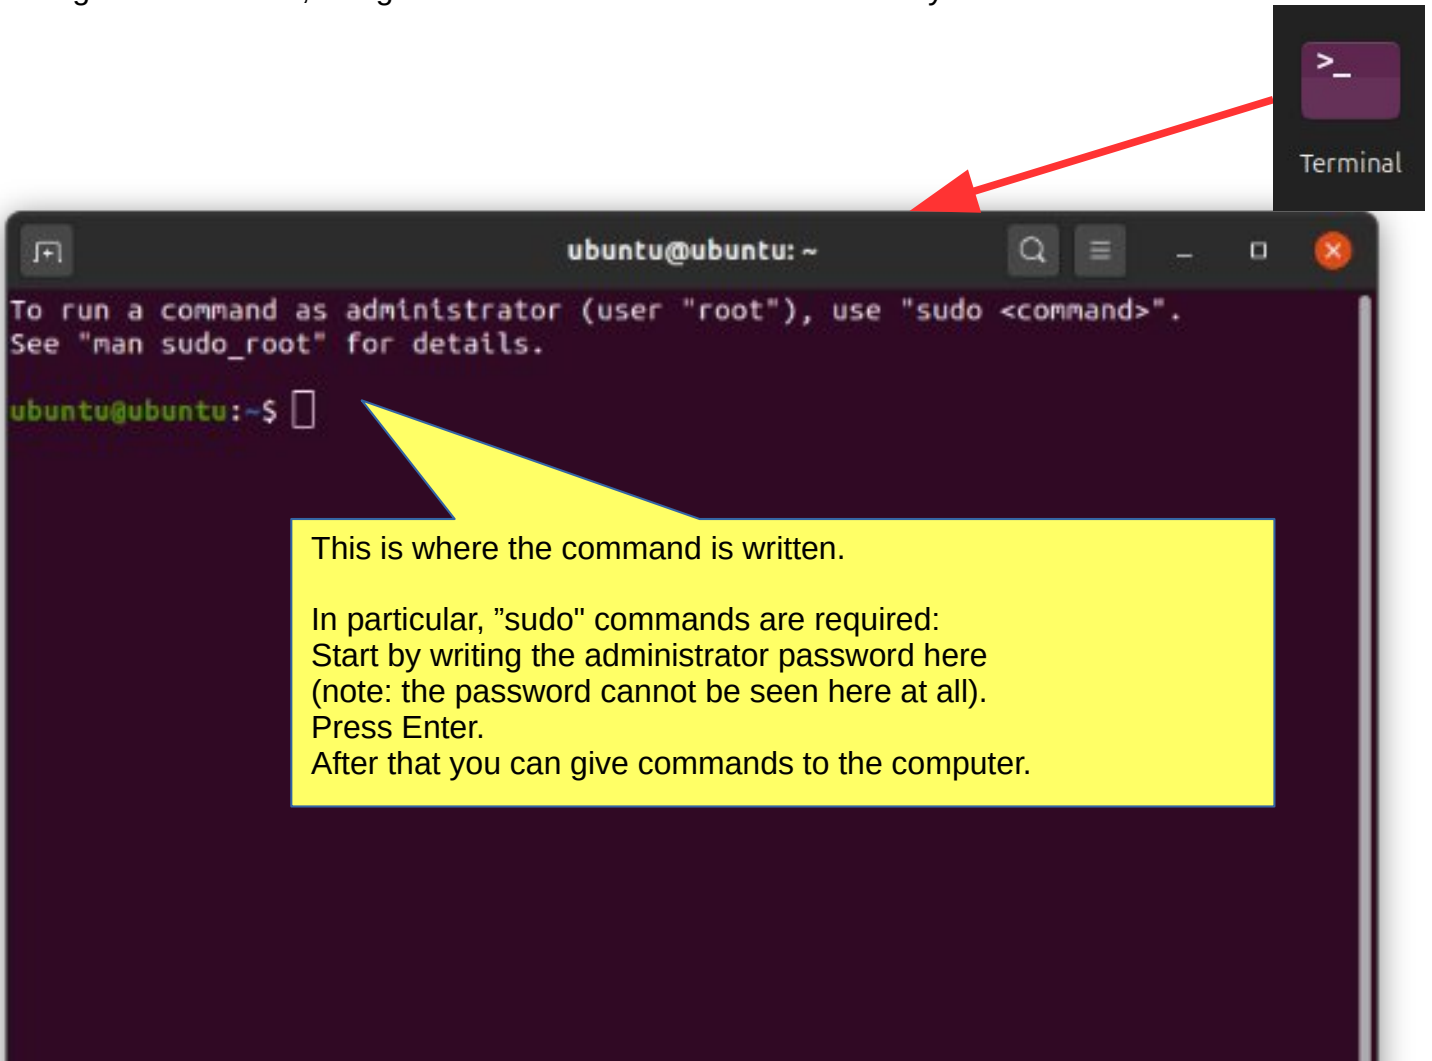 >_
Terminal
ubuntu@ubuntu: ~
To run a command as administrator (user "root"), use "sudo <command>".
See "man sudo_root" for details.
ubuntu@ubuntu:~$
This is where the command is written.
In particular, ”sudo" commands are required:
Start by writing the administrator password here
(note: the password cannot be seen here at all).
Press Enter.
After that you can give commands to the computer.